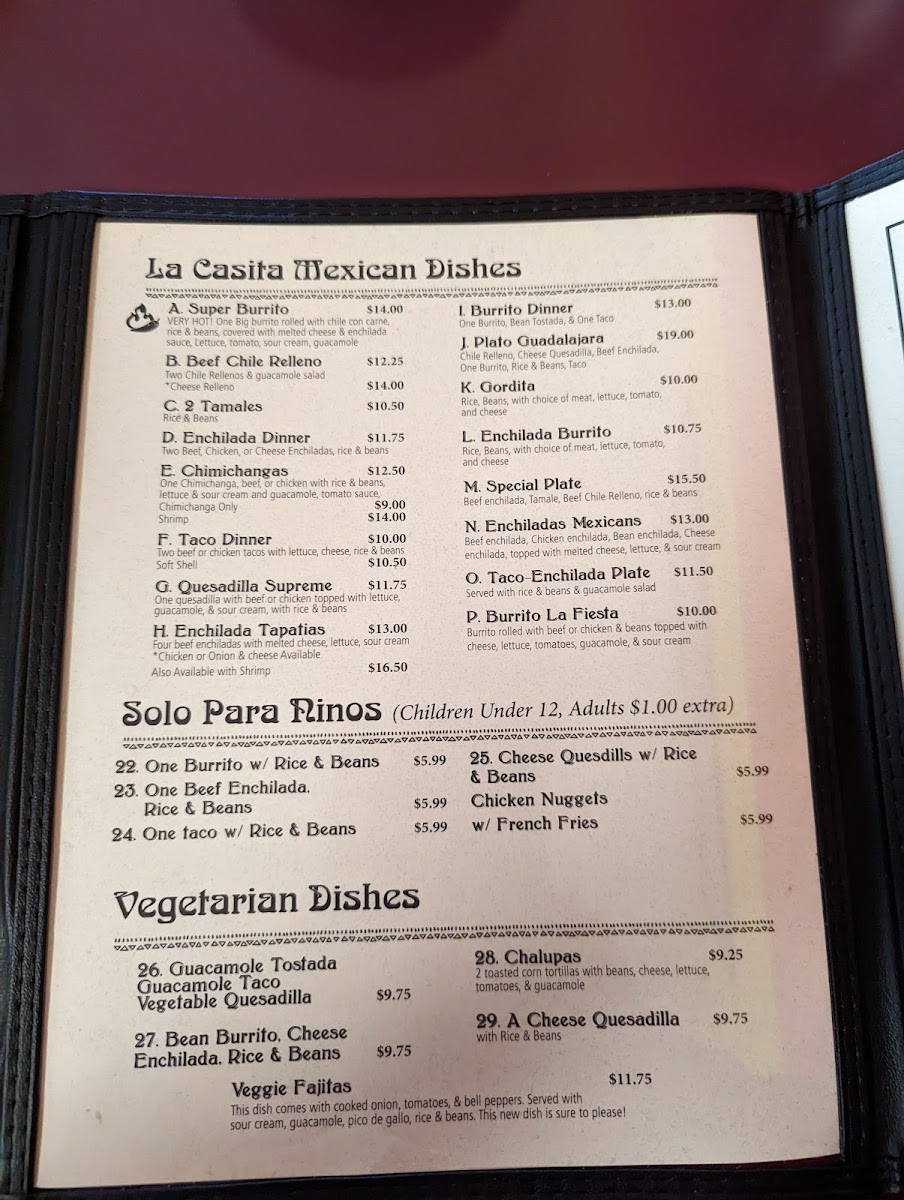 La Casita Mexican Dishes
A. Super Burrito $14.00
VERY HOT! One Big burrito rolled with chile con carne,
rice & beans, covered with melted cheese & enchilada
sauce, Lettuce, tomato, sour cream, guacamole
B. Beef Chile Relleno $12.25
Two Chile Rellenos & guacamole salad
*Cheese Relleno $14.00
C. 2 Tamales $10.50
Rice & Beans
D. Enchilada Dinner $11.75
Two Beef, Chicken, or Cheese Enchiladas, rice & beans
E. Chimichangas $12.50
One Chimichanga, beef, or chicken with rice & beans,
lettuce & sour cream and guacamole, tomato sauce,
Chimichanga Only $9.00
Shrimp $14.00
F. Taco Dinner $10.00
Two beef or chicken tacos with lettuce, cheese, rice & beans
Soft Shell $10.50
G. Quesadilla Supreme $11.75
One quesadilla with beef or chicken topped with lettuce,
guacamole, & sour cream, with rice & beans
H. Enchilada Tapatias $13.00
Four beef enchiladas with melted cheese, lettuce, sour cream
*Chicken or Onion & cheese Available
Also Available with Shrimp $16.50
I. Burrito Dinner $13.00
One Burrito, Bean Tostada, & One Taco
J. Plato Guadalajara $19.00
Chile Relleno, Cheese Quesadilla, Beef Enchilada,
One Burrito, Rice & Beans, Taco
K. Gordita $10.00
Rice, Beans, with choice of meat, lettuce, tomato,
and cheese
L. Enchilada Burrito $10.75
Rice, Beans, with choice of meat, lettuce, tomato,
and cheese
M. Special Plate $15.50
Beef enchilada, Tamale, Beef Chile Relleno, rice & beans
N. Enchiladas Mexicans $13.00
Beef enchilada, Chicken enchilada, Bean enchilada, Cheese
enchilada, topped with melted cheese, lettuce, & sour cream
O. Taco-Enchilada Plate $11.50
Served with rice & beans & guacamole salad
P. Burrito La Fiesta $10.00
Burrito rolled with beef or chicken & beans topped with
cheese, lettuce, tomatoes, guacamole, & sour cream
Solo Para Ninos (Children Under 12, Adults $1.00 extra)
22. One Burrito w/ Rice & Beans $5.99
23. One Beef Enchilada,
Rice & Beans $5.99
24. One taco w/ Rice & Beans $5.99
25. Cheese Quesdills w/ Rice
& Beans $5.99
Chicken Nuggets
w/ French Fries $5.99
Vegetarian Dishes
26. Guacamole Tostada
Guacamole Taco
Vegetable Quesadilla $9.75
27. Bean Burrito, Cheese
Enchilada, Rice & Beans $9.75
28. Chalupas $9.25
2 toasted corn tortillas with beans, cheese, lettuce,
tomatoes, & guacamole
29. A Cheese Quesadilla $9.75
with Rice & Beans
Veggie Fajitas $11.75
This dish comes with cooked onion, tomatoes, & bell peppers. Served with
sour cream, guacamole, pico de gallo, rice & beans. This new dish is sure to please!